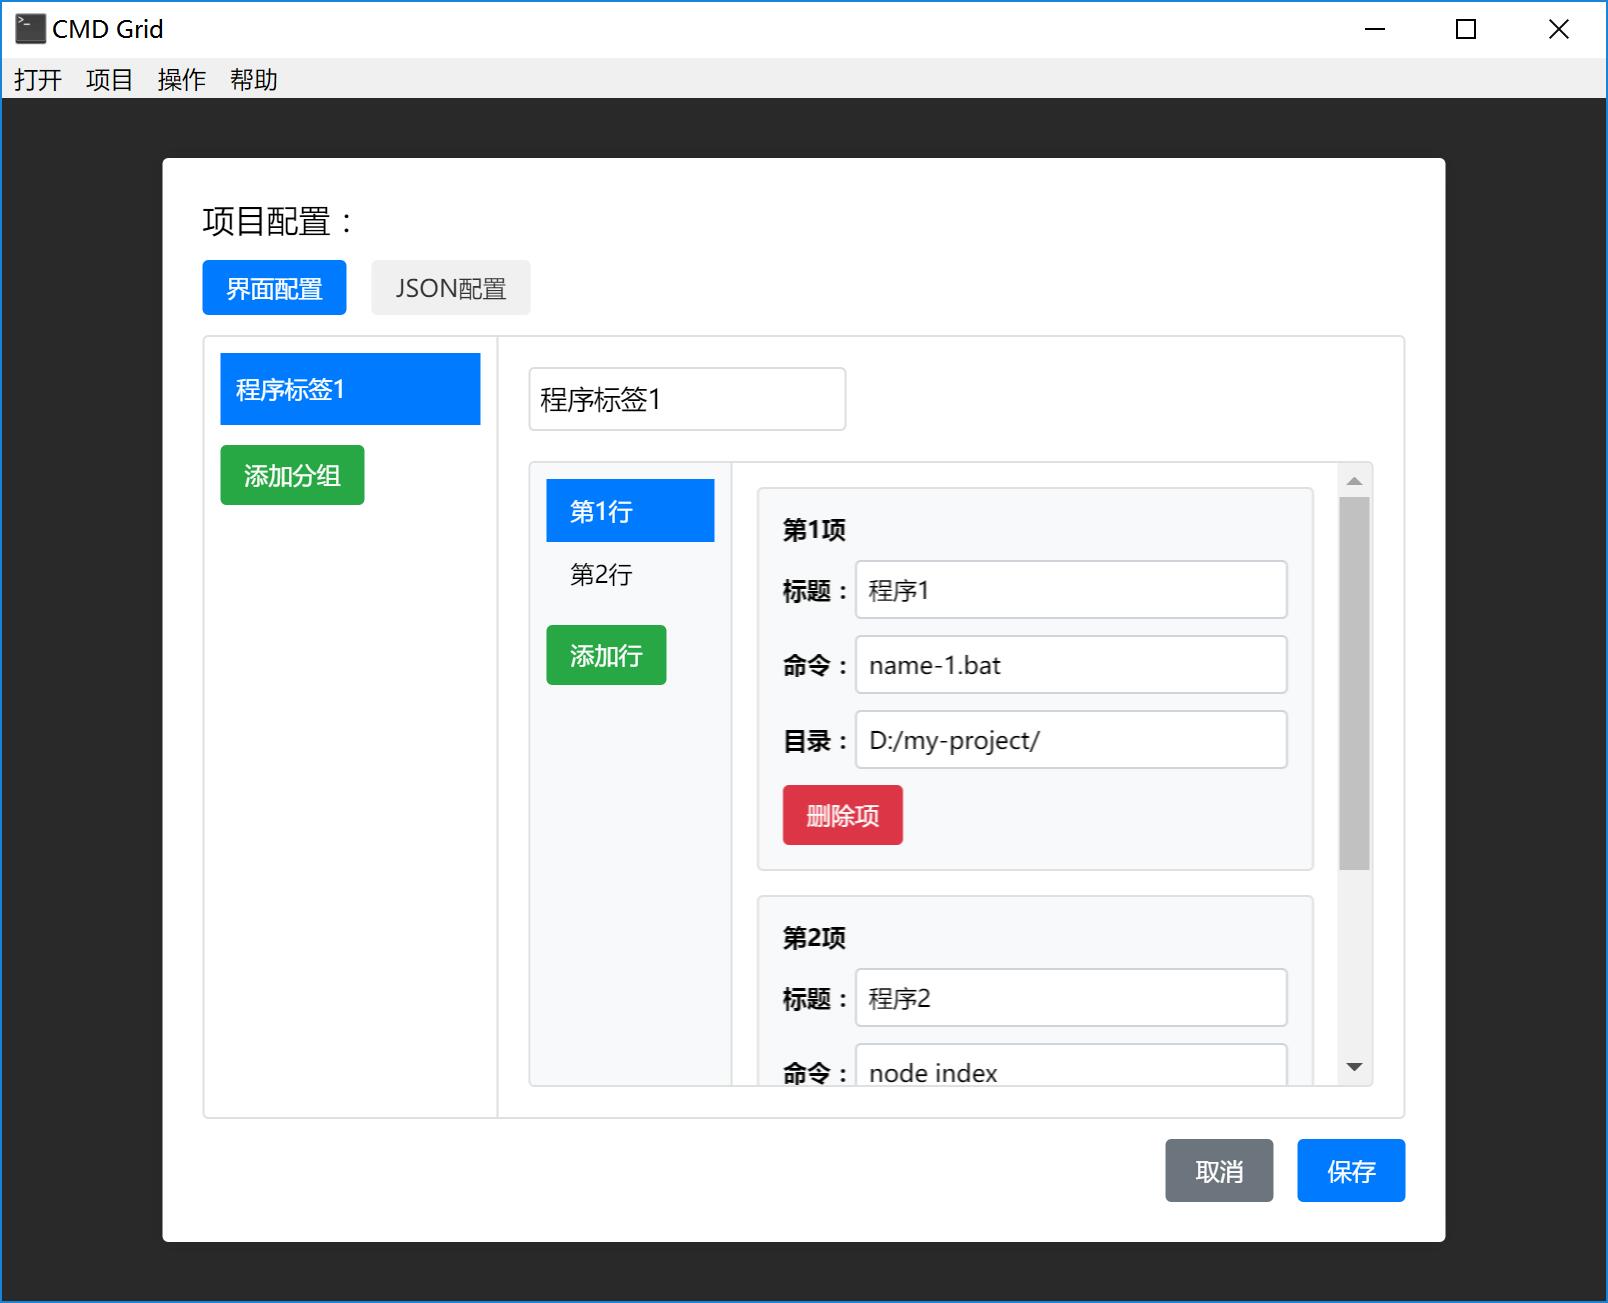 CMD Grid
打开 项目 操作 帮助
项目配置：
界面配置 JSON配置
程序标签1
添加分组
程序标签1
第1行
第2行
添加行
第1项
标题： 程序1
命令： name-1.bat
目录： D:/my-project/
删除项
第2项
标题： 程序2
命令： node index
取消 保存